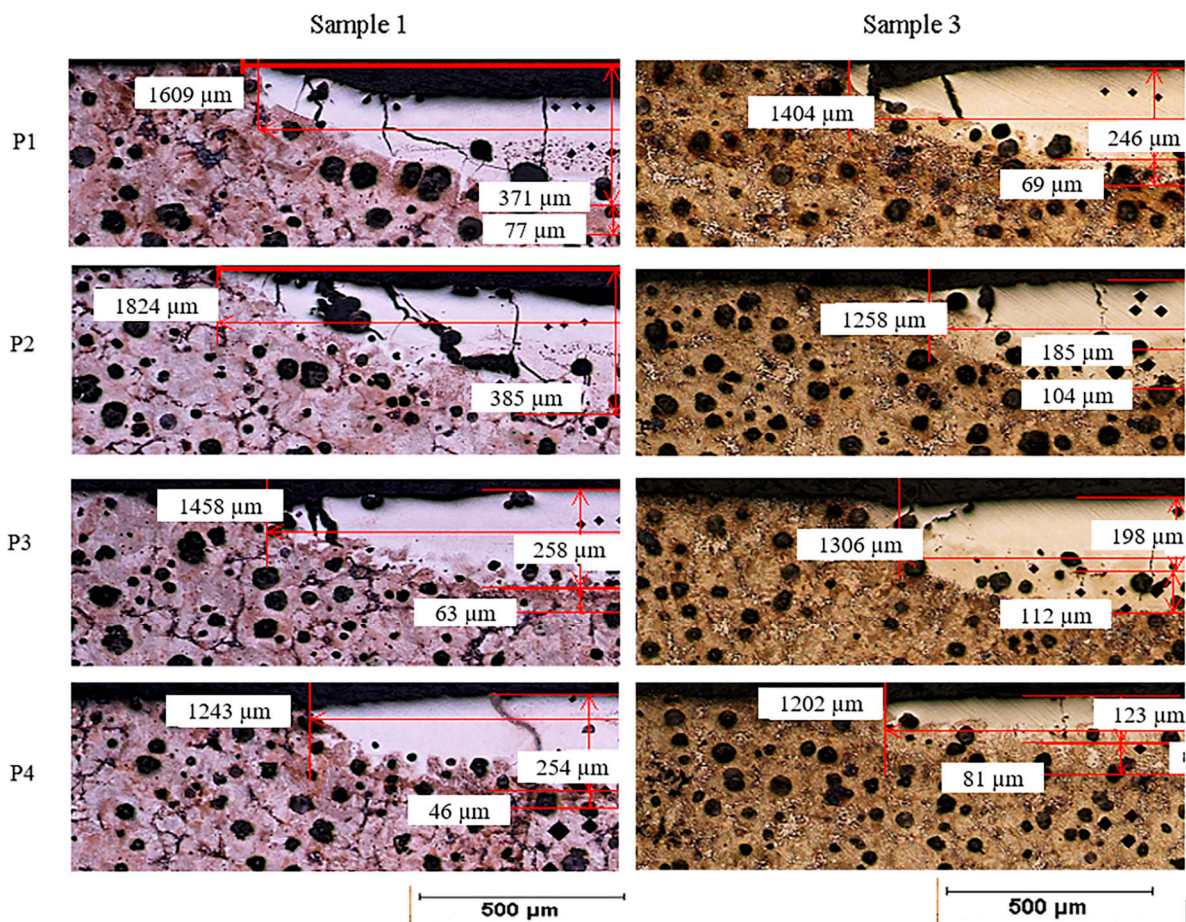 Sample 1
Sample 3
P1
1609 µm
371 µm
77 µm
1404 µm
246 µm
69 µm
P2
1824 µm
385 µm
1258 µm
185 µm
104 µm
P3
1458 µm
258 µm
63 µm
1306 µm
198 µm
112 µm
P4
1243 µm
254 µm
46 µm
1202 µm
123 µm
81 µm
500 µm
500 µm